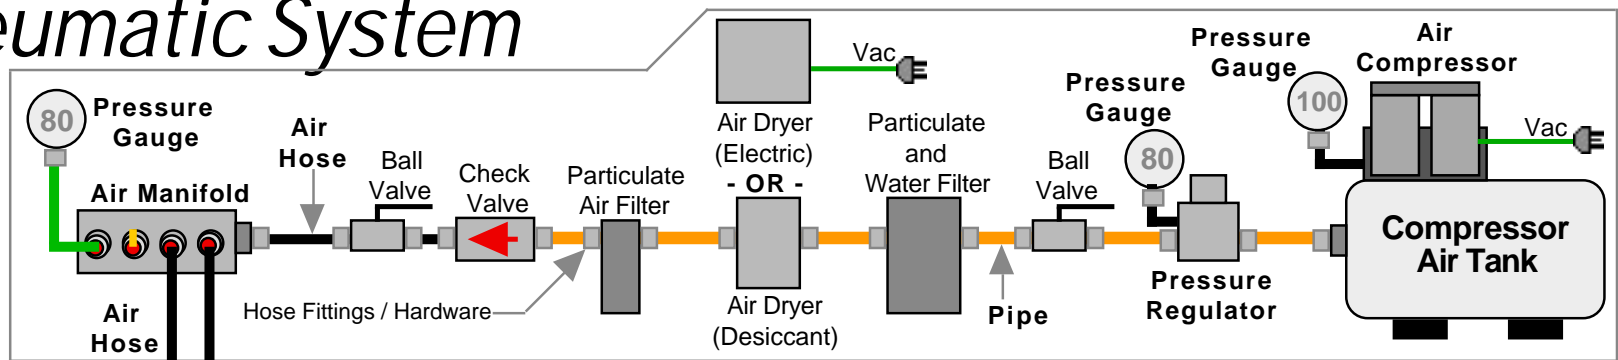 eumatic System
80
Pressure
Gauge
Air Manifold
Air
Hose
Air
Hose
Ball
Valve
Check
Valve
Particulate
Air Filter
Hose Fittings / Hardware
Vac
Air Dryer
(Electric)
- OR -
Air Dryer
(Desiccant)
Particulate
and
Water Filter
Pipe
Ball
Valve
Pressure
Gauge
80
Pressure
Regulator
Pressure
Gauge
100
Air
Compressor
Vac
Compressor
Air Tank